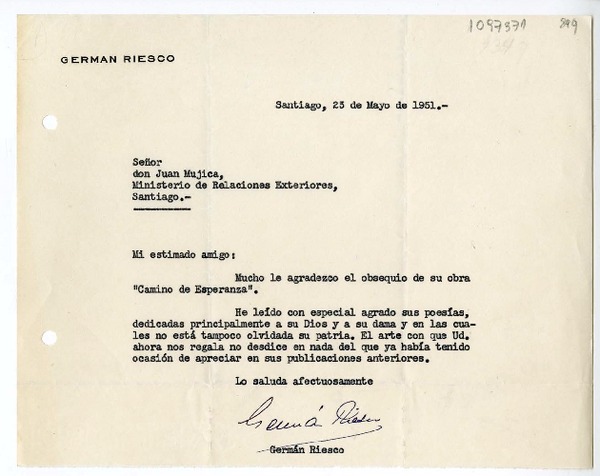 1097371 299
GERMAN RIESCO
Santiago, 23 de Mayo de 1951.-
Señor
don Juan Mujica,
Ministerio de Relaciones Exteriores,
Santiago.-
Mi estimado amigo:
Mucho le agradezco el obsequio de su obra
"Camino de Esperanza".
He leído con especial agrado sus poesías,
dedicadas principalmente a su Dios y a su dama y en las cua-
les no está tampoco olvidada su patria. El arte con que Ud.
ahora nos regala no desdice en nada del que ya había tenido
ocasión de apreciar en sus publicaciones anteriores.
Lo saluda afectuosamente
Germán Riesco
Germán Riesco